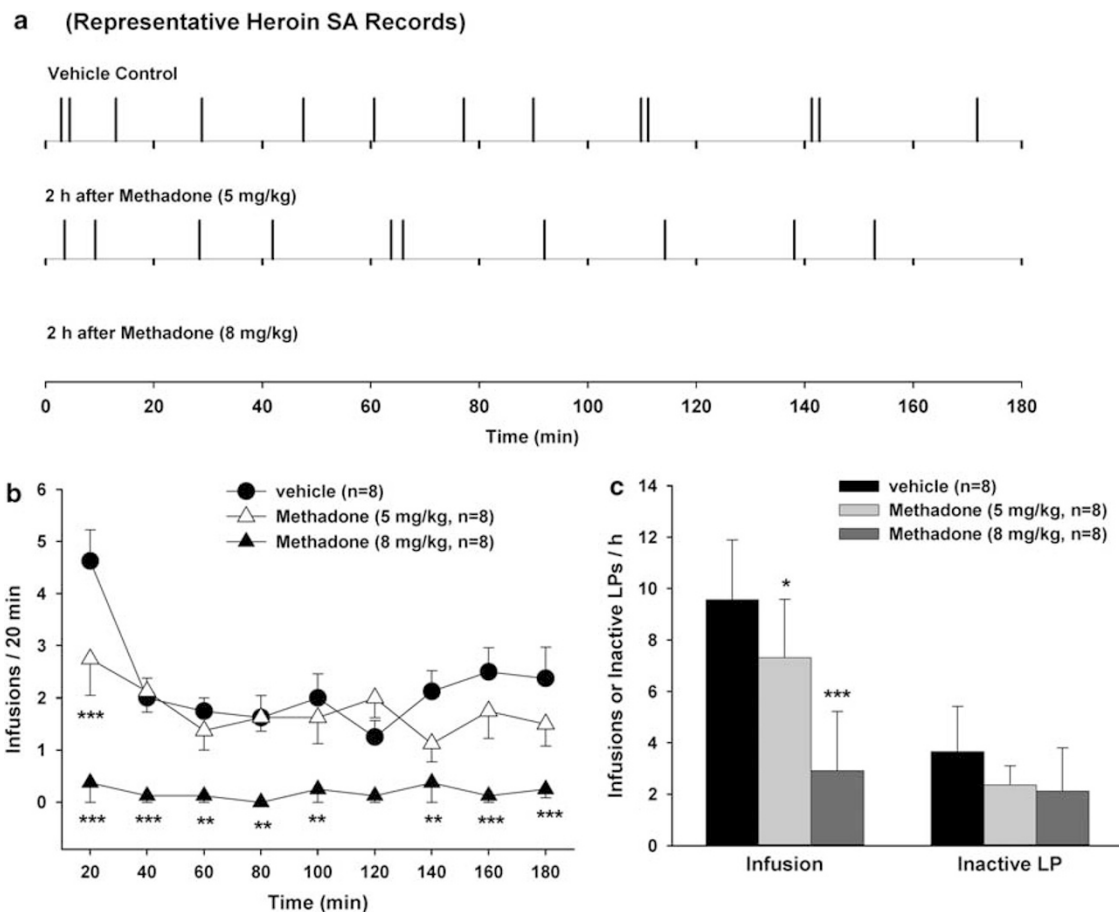 a (Representative Heroin SA Records)
Vehicle Control
2 h after Methadone (5 mg/kg)
2 h after Methadone (8 mg/kg)
0 20 40 60 80 100 120 140 160 180
Time (min)
b
vehicle (n=8)
Methadone (5 mg/kg, n=8)
Methadone (8 mg/kg, n=8)
Infusions / 20 min
6
5
4
3
2
1
0
***
*** *** ** ** ** ** *** ***
20 40 60 80 100 120 140 160 180
Time (min)
c
vehicle (n=8)
Methadone (5 mg/kg, n=8)
Methadone (8 mg/kg, n=8)
Infusions or Inactive LPs / h
14
12
10
8
6
4
2
0
*
***
Infusion Inactive LP